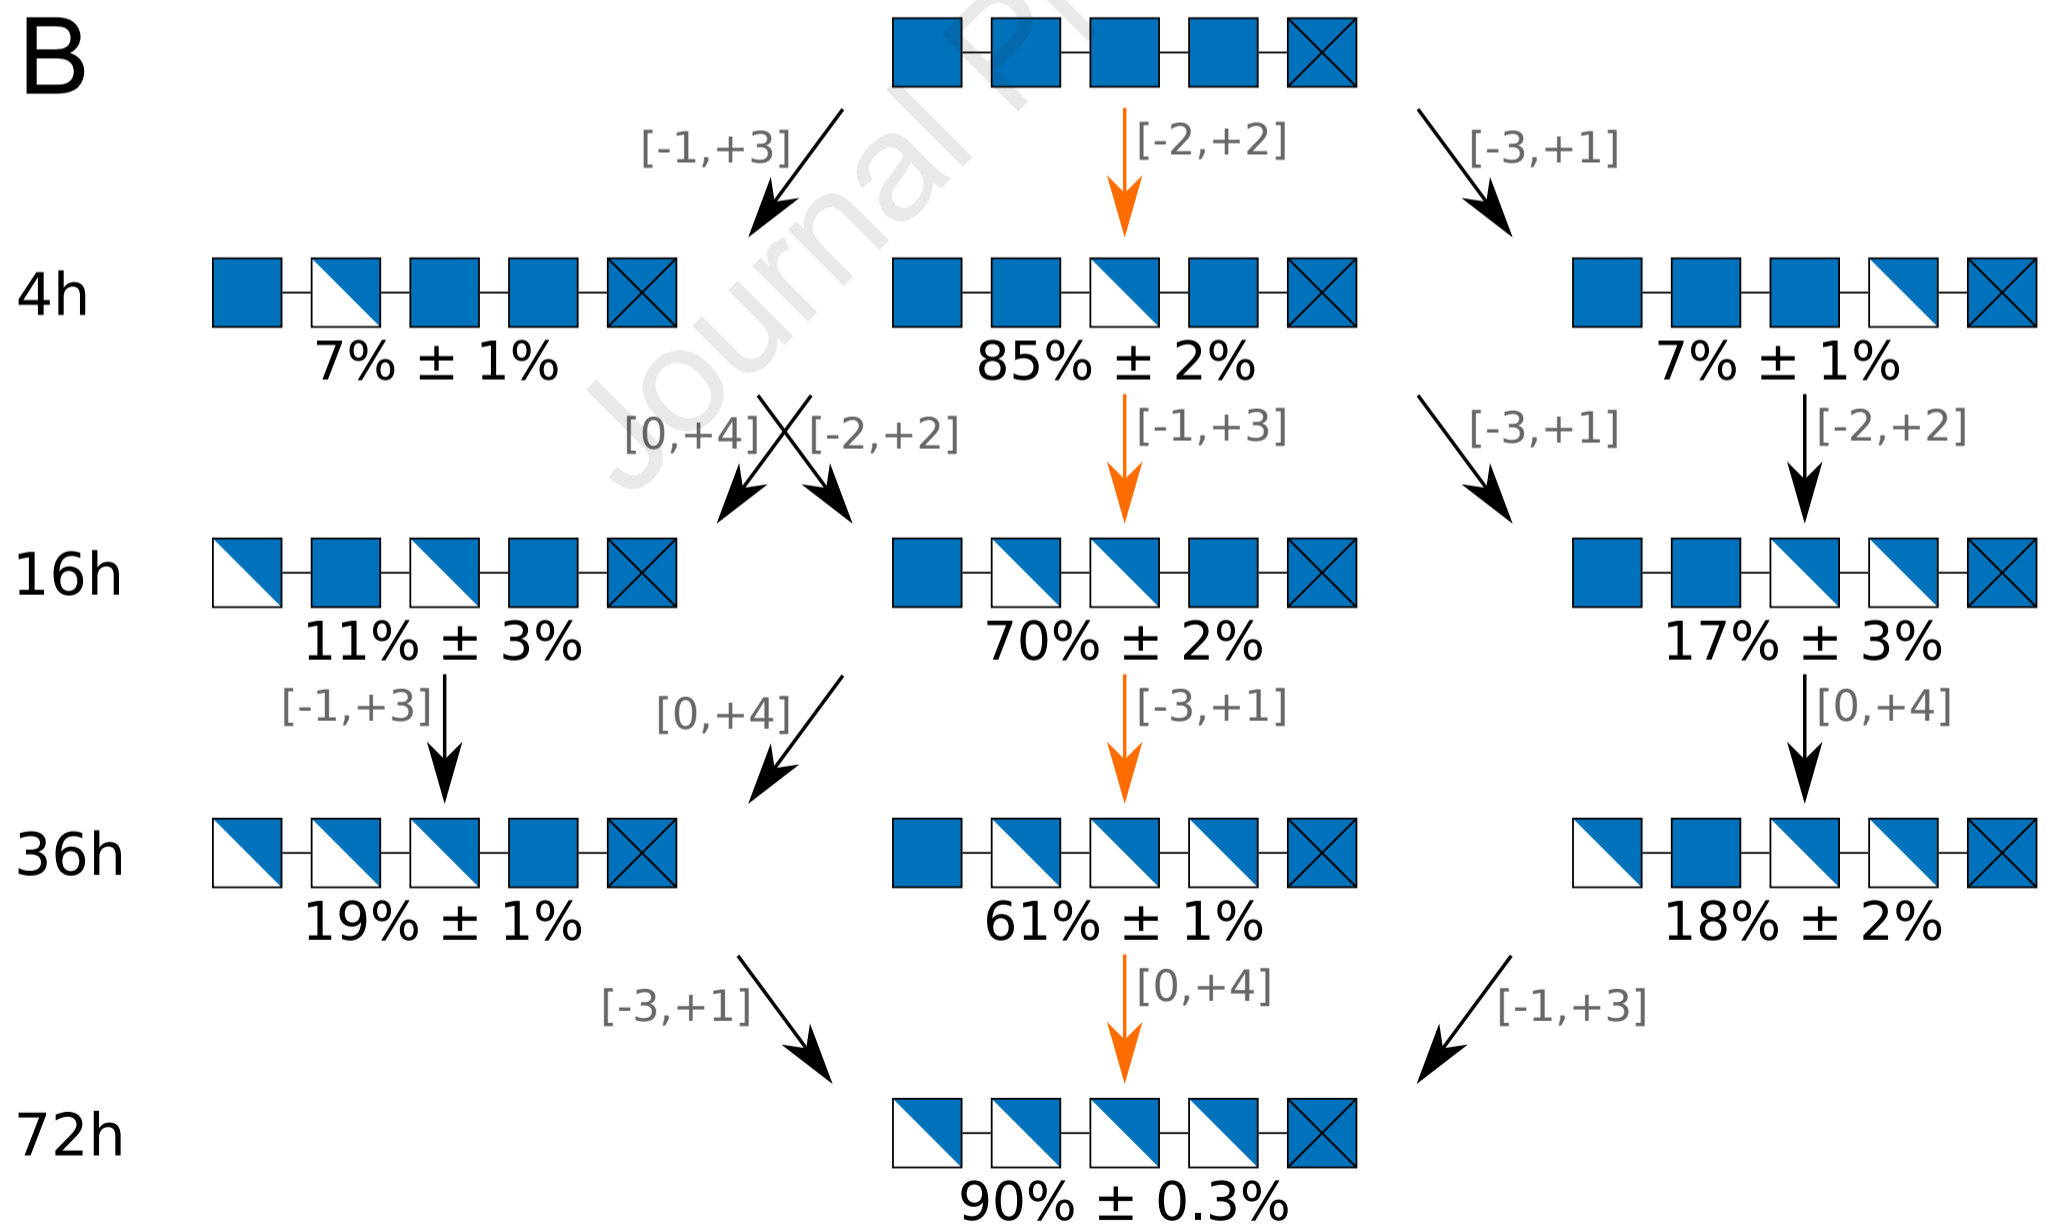 B
[-1,+3] [-2,+2] [-3,+1]
4h
7% ± 1% 85% ± 2% 7% ± 1%
[0,+4] [-2,+2] [-1,+3] [-3,+1] [-2,+2]
16h
11% ± 3% 70% ± 2% 17% ± 3%
[-1,+3] [0,+4] [-3,+1] [0,+4]
36h
19% ± 1% 61% ± 1% 18% ± 2%
[-3,+1] [0,+4] [-1,+3]
72h
90% ± 0.3%
Journal